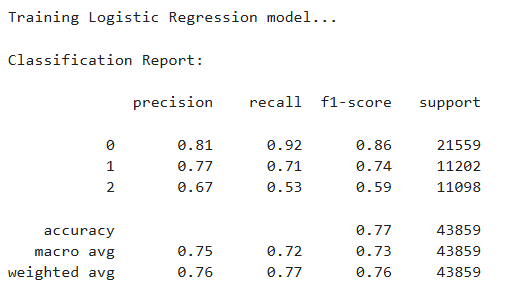 Training Logistic Regression model...
Classification Report:
precision recall f1-score support
0 0.81 0.92 0.86 21559
1 0.77 0.71 0.74 11202
2 0.67 0.53 0.59 11098
accuracy 0.77 43859
macro avg 0.75 0.72 0.73 43859
weighted avg 0.76 0.77 0.76 43859